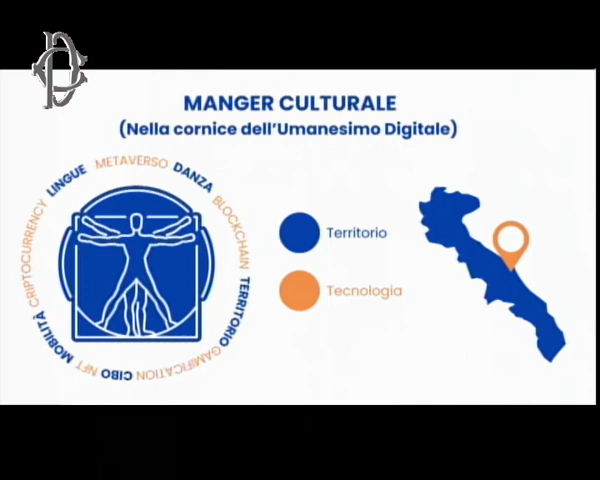 MANGER CULTURALE
(Nella cornice dell'Umanesimo Digitale)
LINGUE METAVERSO DANZA BLOCKCHAIN TERRITORIO GAMIFICATION CIBO NFT MOBILITÀ CRIPTOCURRENCY
Territorio
Tecnologia